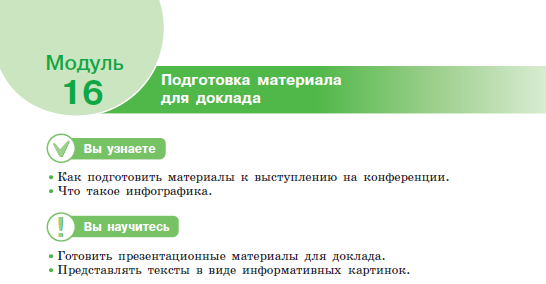 Модуль
16
Подготовка материала
для доклада
Вы узнаете
• Как подготовить материалы к выступлению на конференции.
• Что такое инфографика.
Вы научитесь
• Готовить презентационные материалы для доклада.
• Представлять тексты в виде информативных картинок.